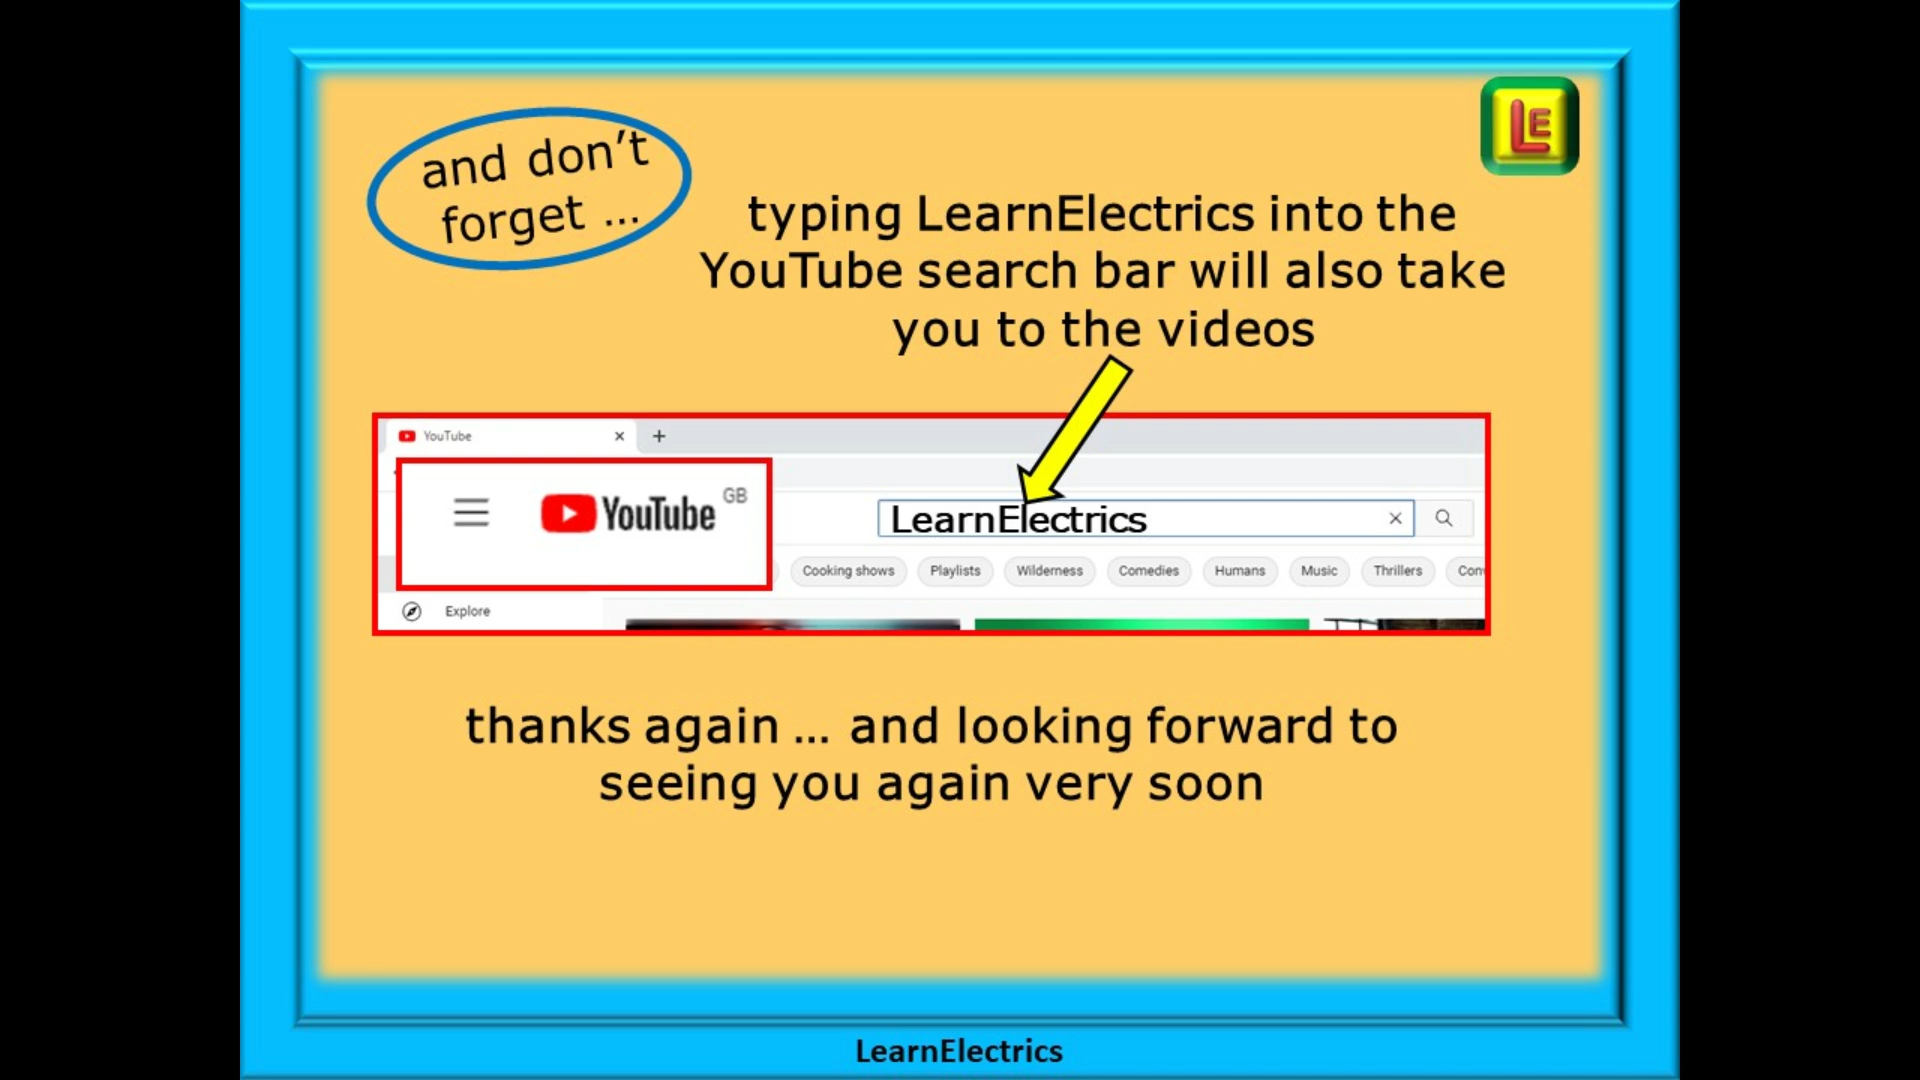 and don't
forget ...
LE
typing LearnElectrics into the
YouTube search bar will also take
you to the videos
YouTube
YouTube GB
LearnElectrics
Cooking shows Playlists Wilderness Comedies Humans Music Thrillers
Explore
thanks again ... and looking forward to
seeing you again very soon
LearnElectrics